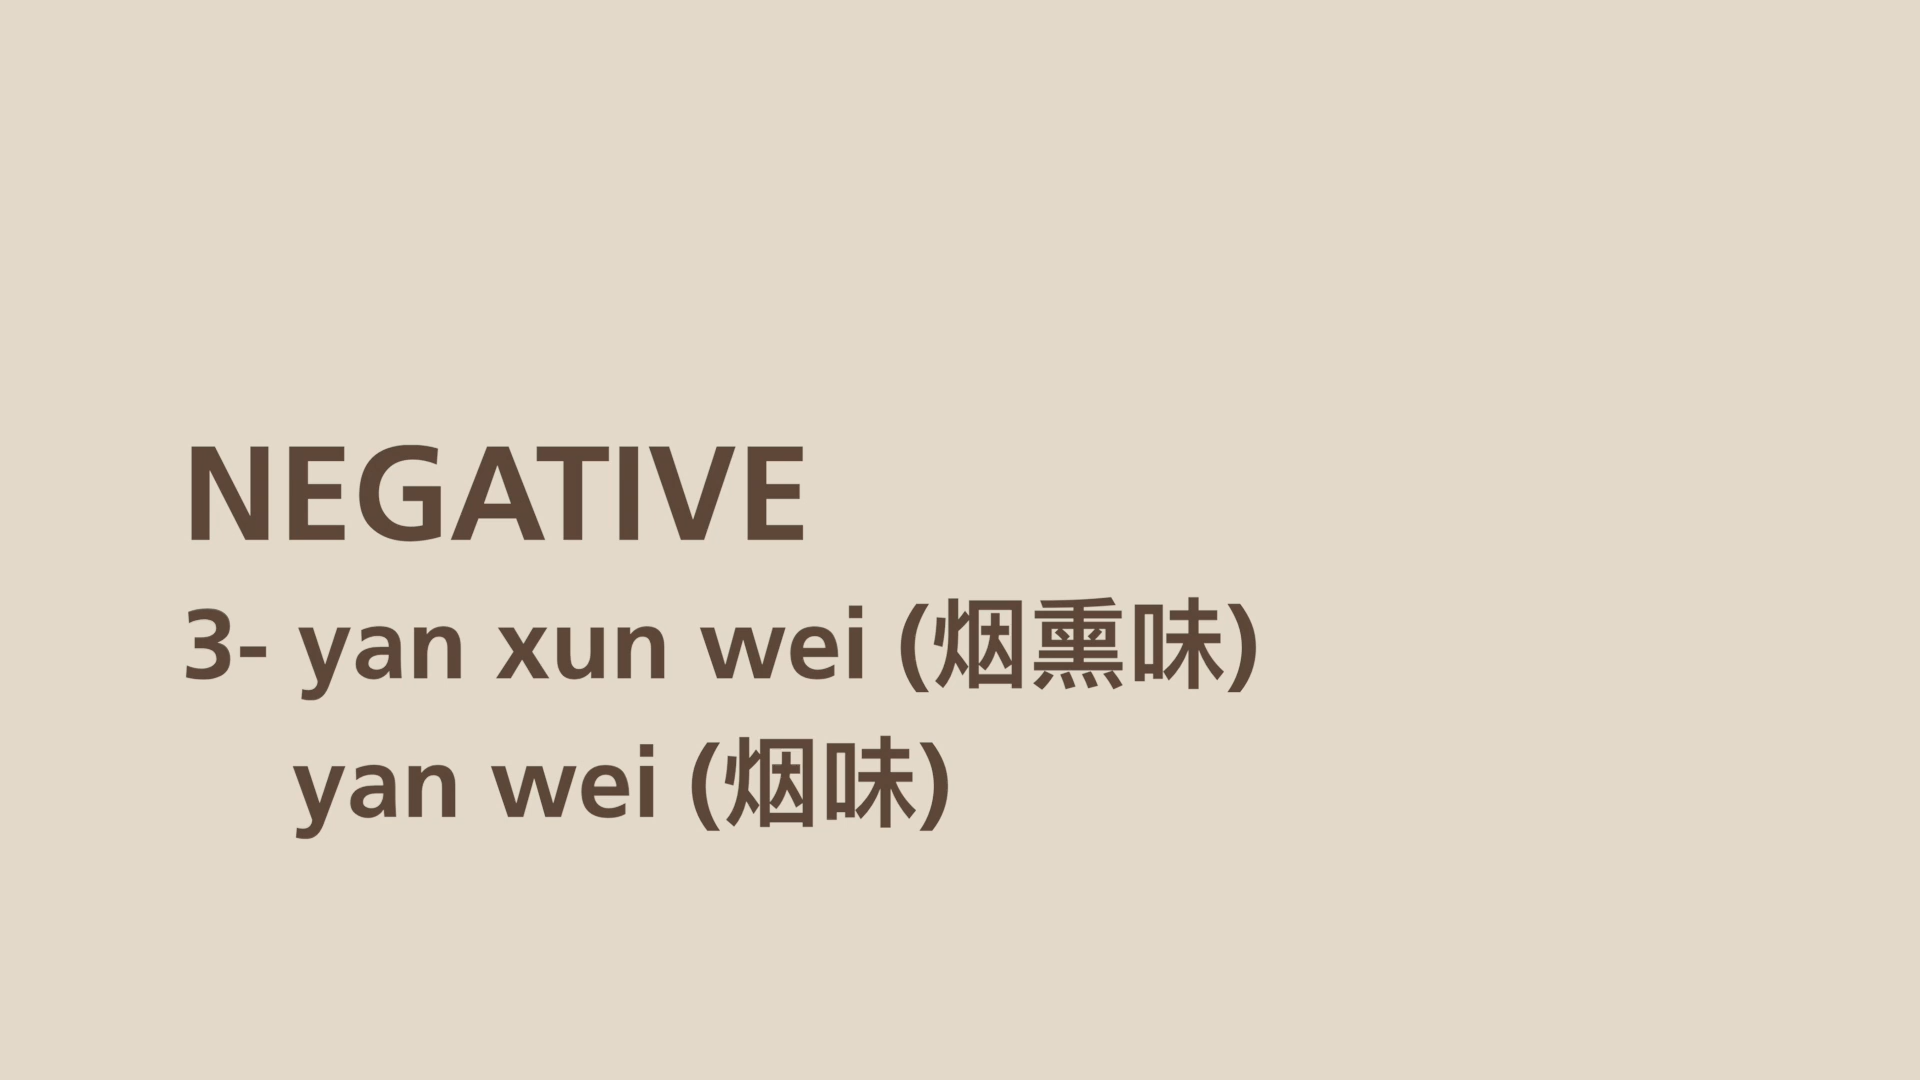 NEGATIVE
3- yan xun wei (烟熏味)
yan wei (烟味)